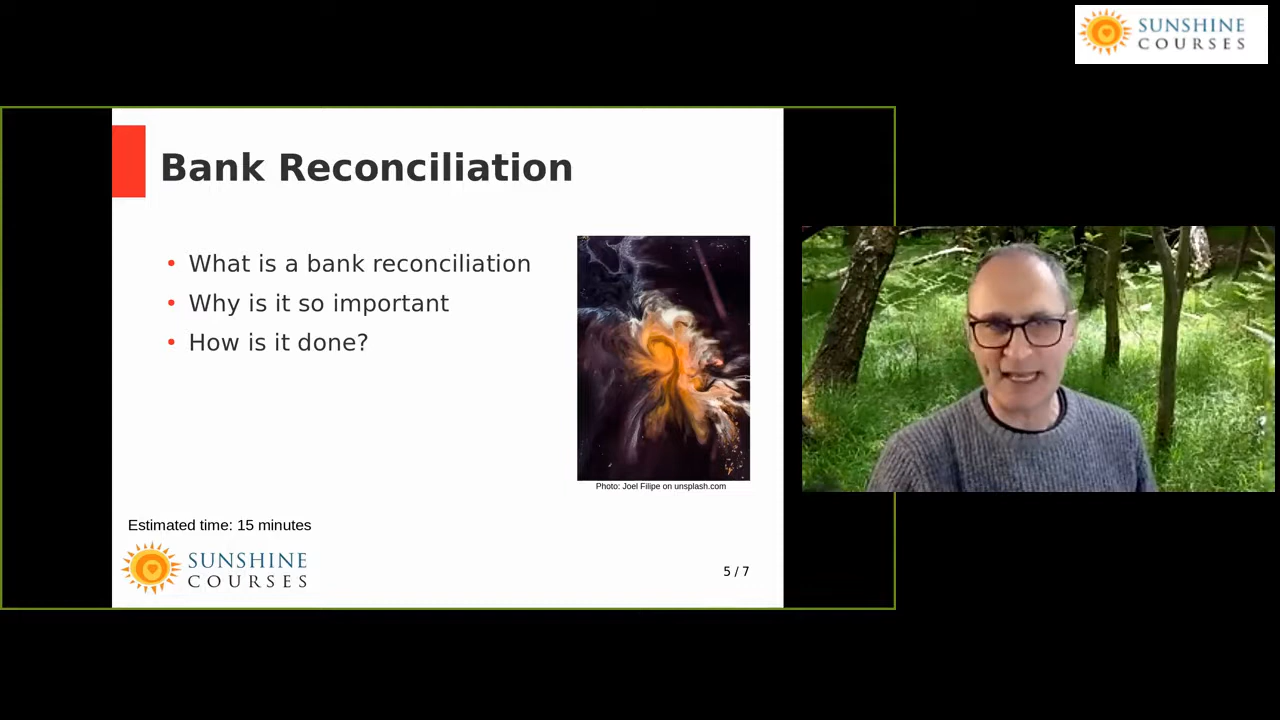 SUNSHINE
COURSES
Bank Reconciliation
• What is a bank reconciliation
• Why is it so important
• How is it done?
Photo: Joel Filipe on unsplash.com
Estimated time: 15 minutes
SUNSHINE
COURSES
5 / 7